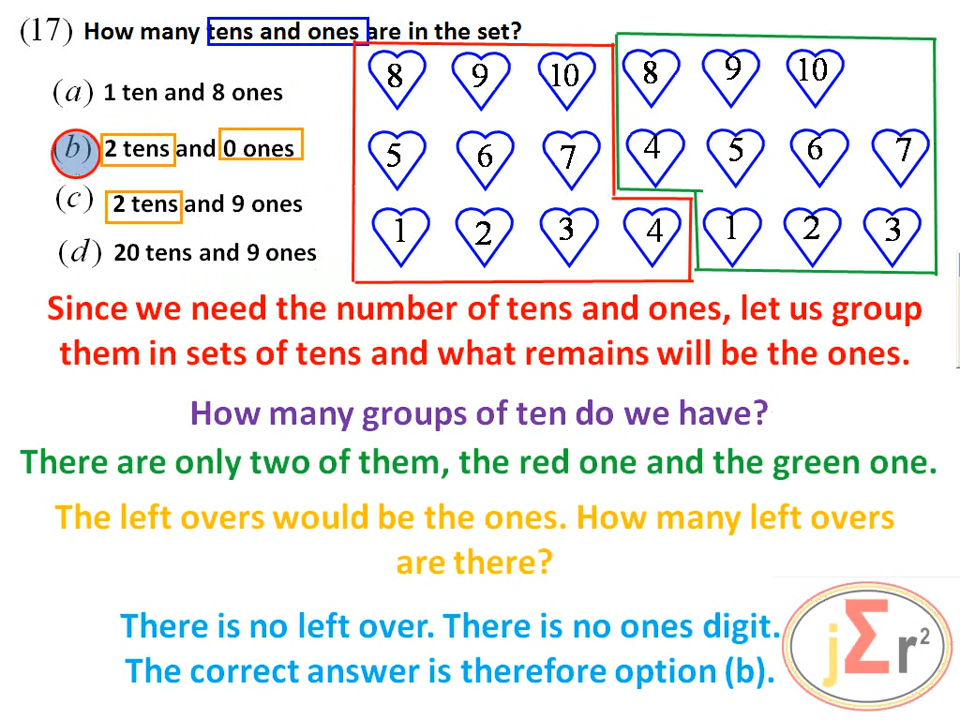 (17) How many tens and ones are in the set?
(a) 1 ten and 8 ones
(b) 2 tens and 0 ones
(c) 2 tens and 9 ones
(d) 20 tens and 9 ones
8 9 10 8 9 10
5 6 7 4 5 6 7
1 2 3 4 1 2 3
Since we need the number of tens and ones, let us group
them in sets of tens and what remains will be the ones.
How many groups of ten do we have?
There are only two of them, the red one and the green one.
The left overs would be the ones. How many left overs
are there?
There is no left over. There is no ones digit.
The correct answer is therefore option (b).
jΣr²